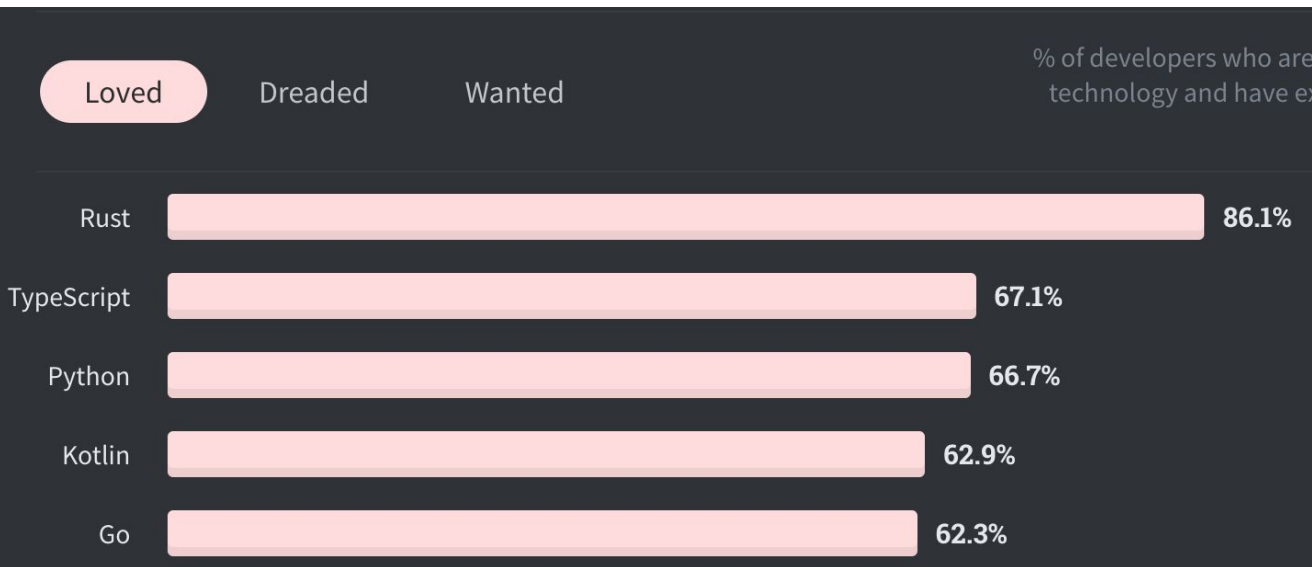 Loved Dreaded Wanted
% of developers who are
technology and have
Rust 86.1%
TypeScript 67.1%
Python 66.7%
Kotlin 62.9%
Go 62.3%